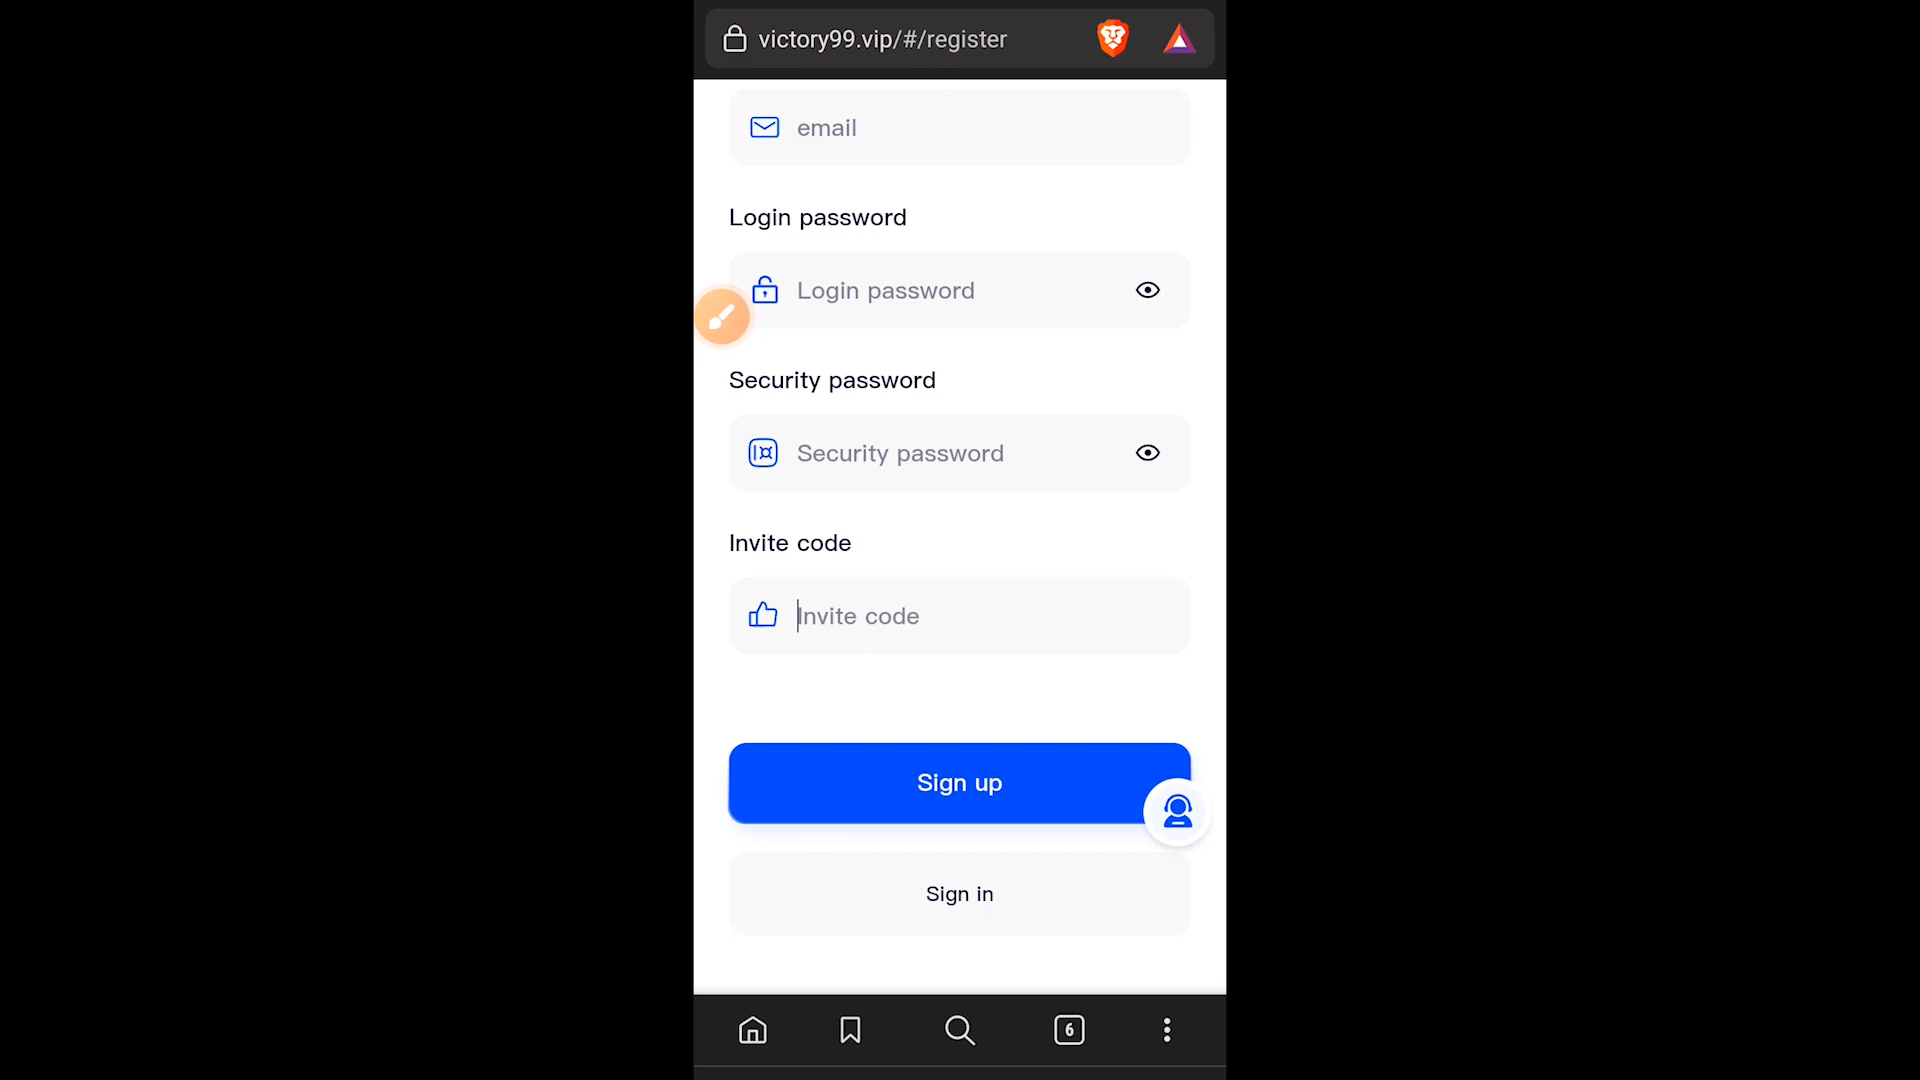 victory99.vip/#/register
email
Login password
Login password
Security password
Security password
Invite code
Invite code
Sign up
Sign in
6